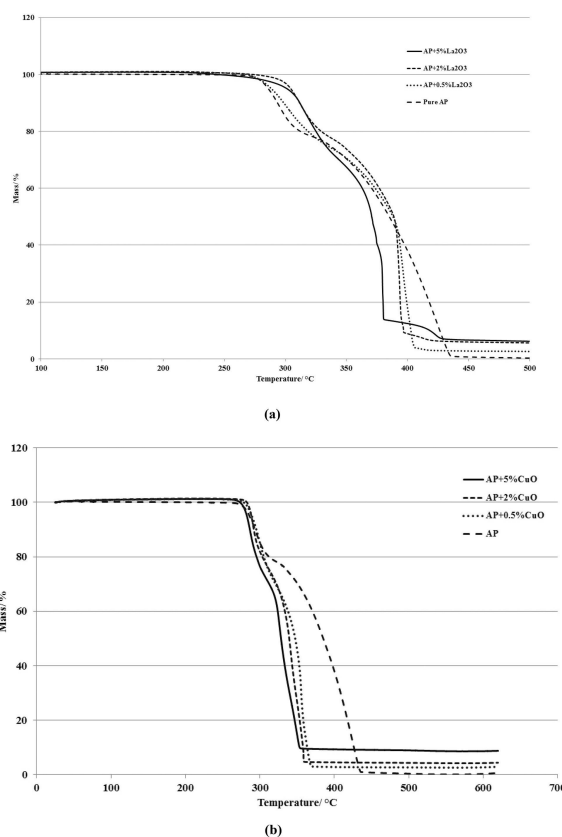 120
100
80
60
40
20
0
Mass/ %
AP+5%La2O3
AP+2%La2O3
AP+0.5%La2O3
Pure AP
100 150 200 250 300 350 400 450 500
Temperature/ °C
(a)
120
100
80
60
40
20
0
Mass/ %
AP+5%CuO
AP+2%CuO
AP+0.5%CuO
AP
0 100 200 300 400 500 600 700
Temperature/ °C
(b)